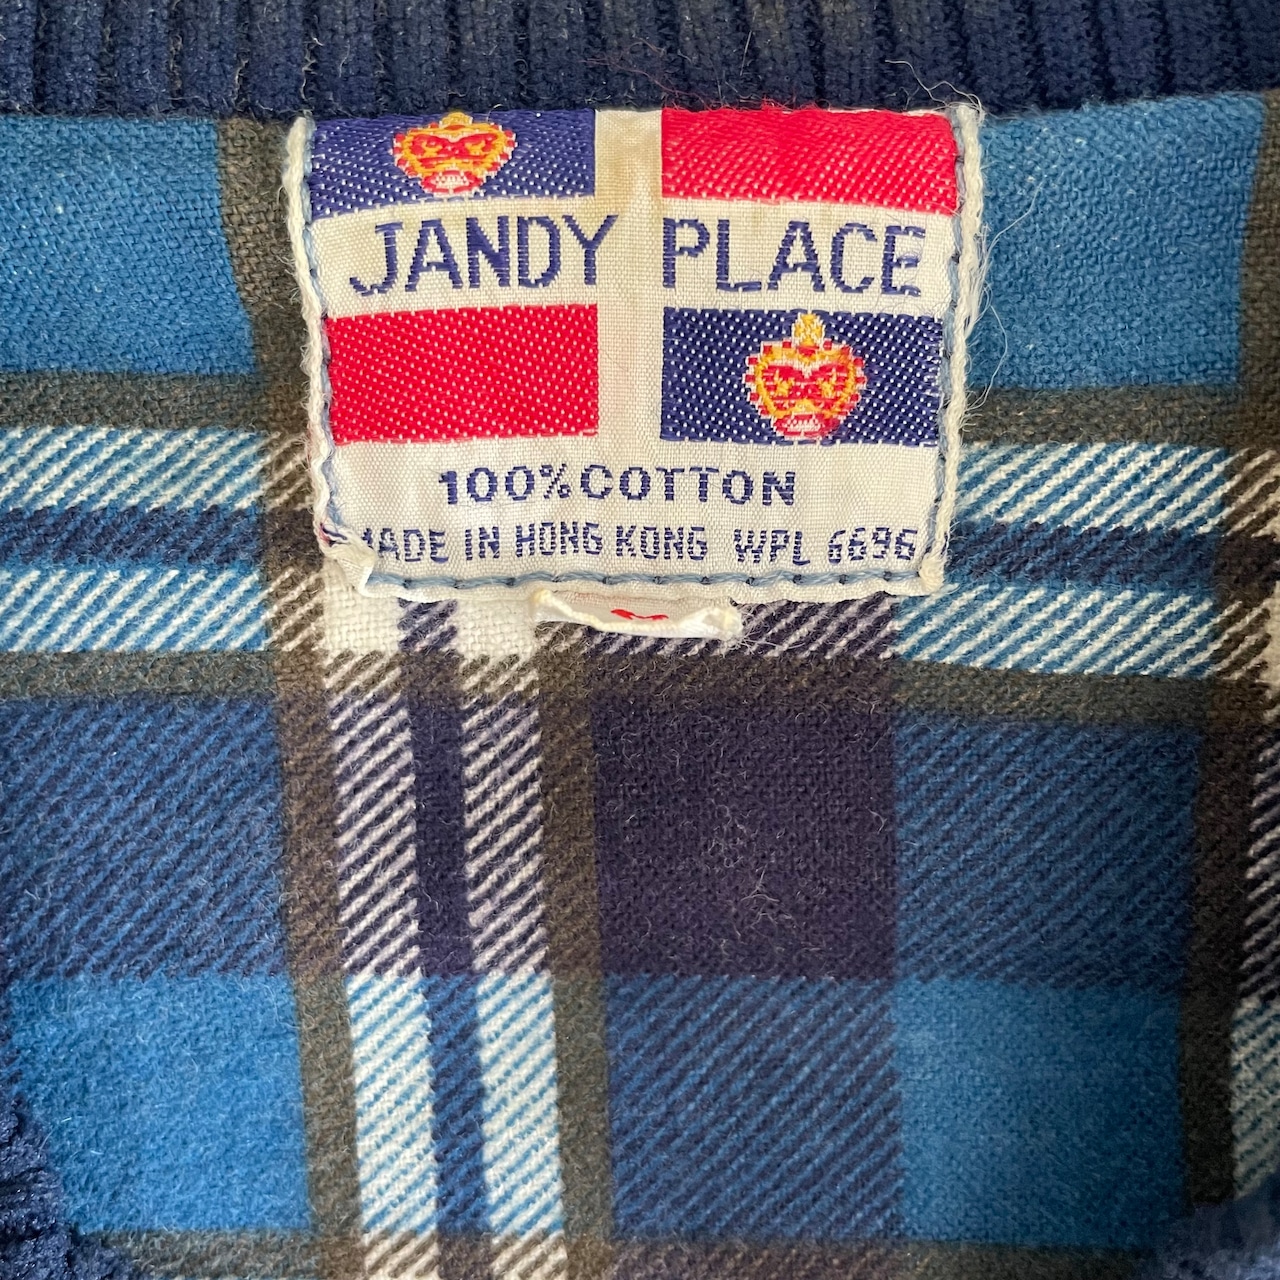 JANDY PLACE
100% COTTON
MADE IN HONG KONG WPL 6696